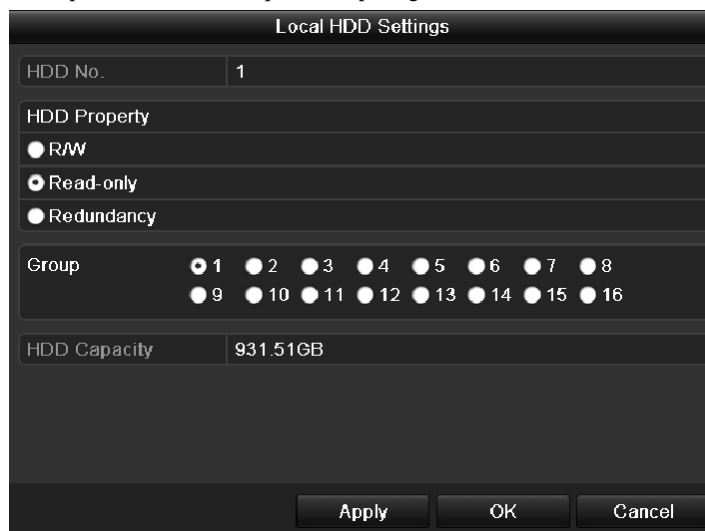 Local HDD Settings
HDD No. 1
HDD Property
R/W
Read-only
Redundancy
Group 1 2 3 4 5 6 7 8
9 10 11 12 13 14 15 16
HDD Capacity 931.51GB
Apply OK Cancel